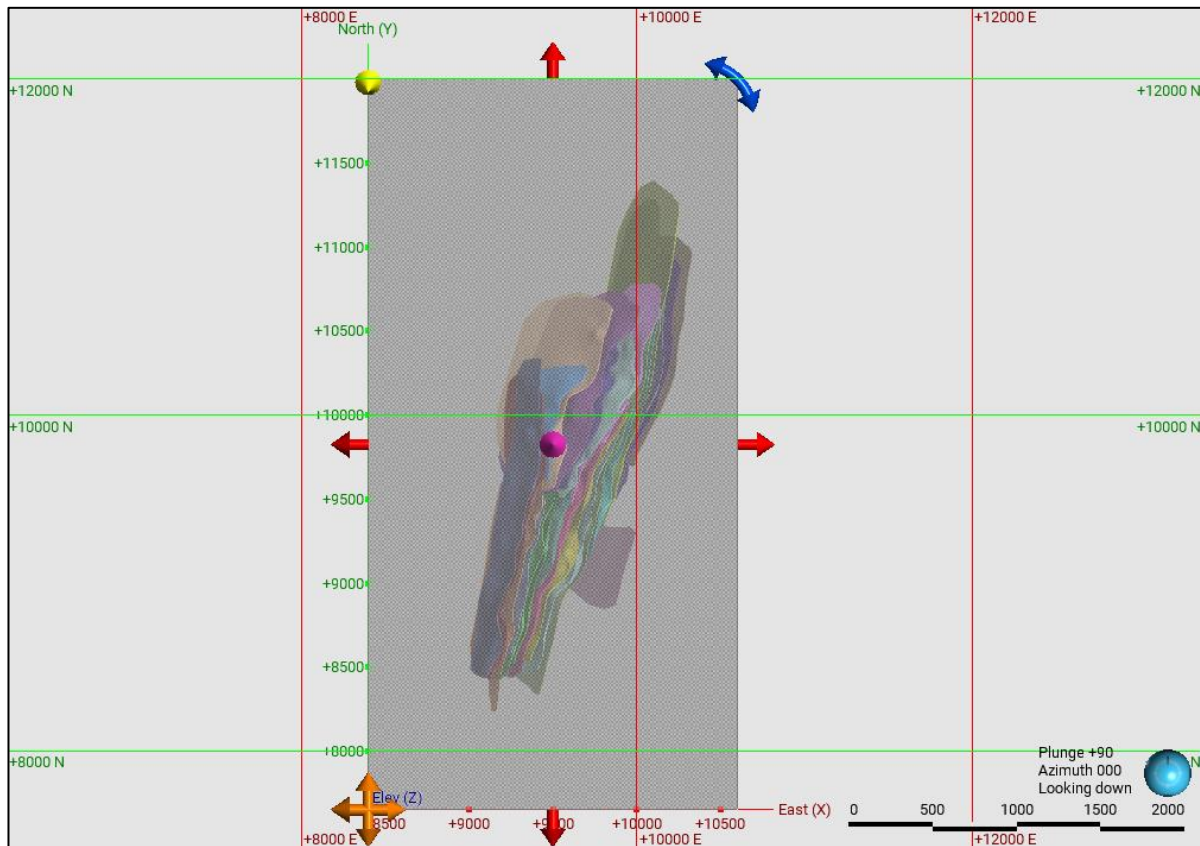 +8000 E
+10000 E
+12000 E
North (Y)
+12000 N
+12000 N
+11500
+11000
+10500
+10000
+10000 N
+10000 N
+9500
+9000
+8500
+8000
+8000 N
Plunge +90
Azimuth 000
Looking down
Elev (Z)
East (X)
0 500 1000 1500 2000
8500 +9000 +10000 +10500
+8000 E
+10000 E
+12000 E